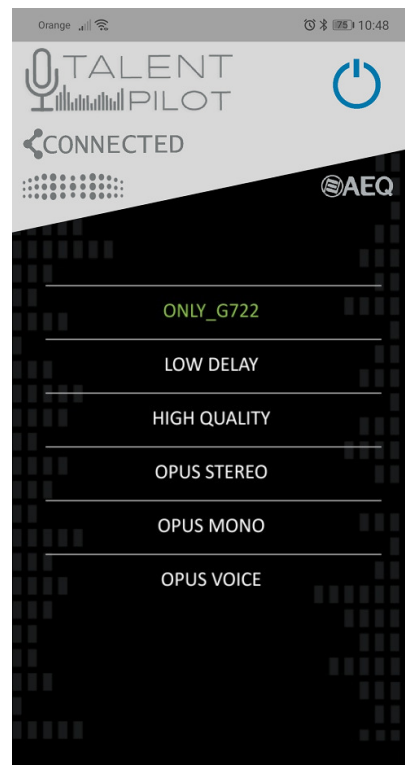 Orange 75 10:48
TALENT
PILOT
CONNECTED
AEQ
ONLY_G722
LOW DELAY
HIGH QUALITY
OPUS STEREO
OPUS MONO
OPUS VOICE